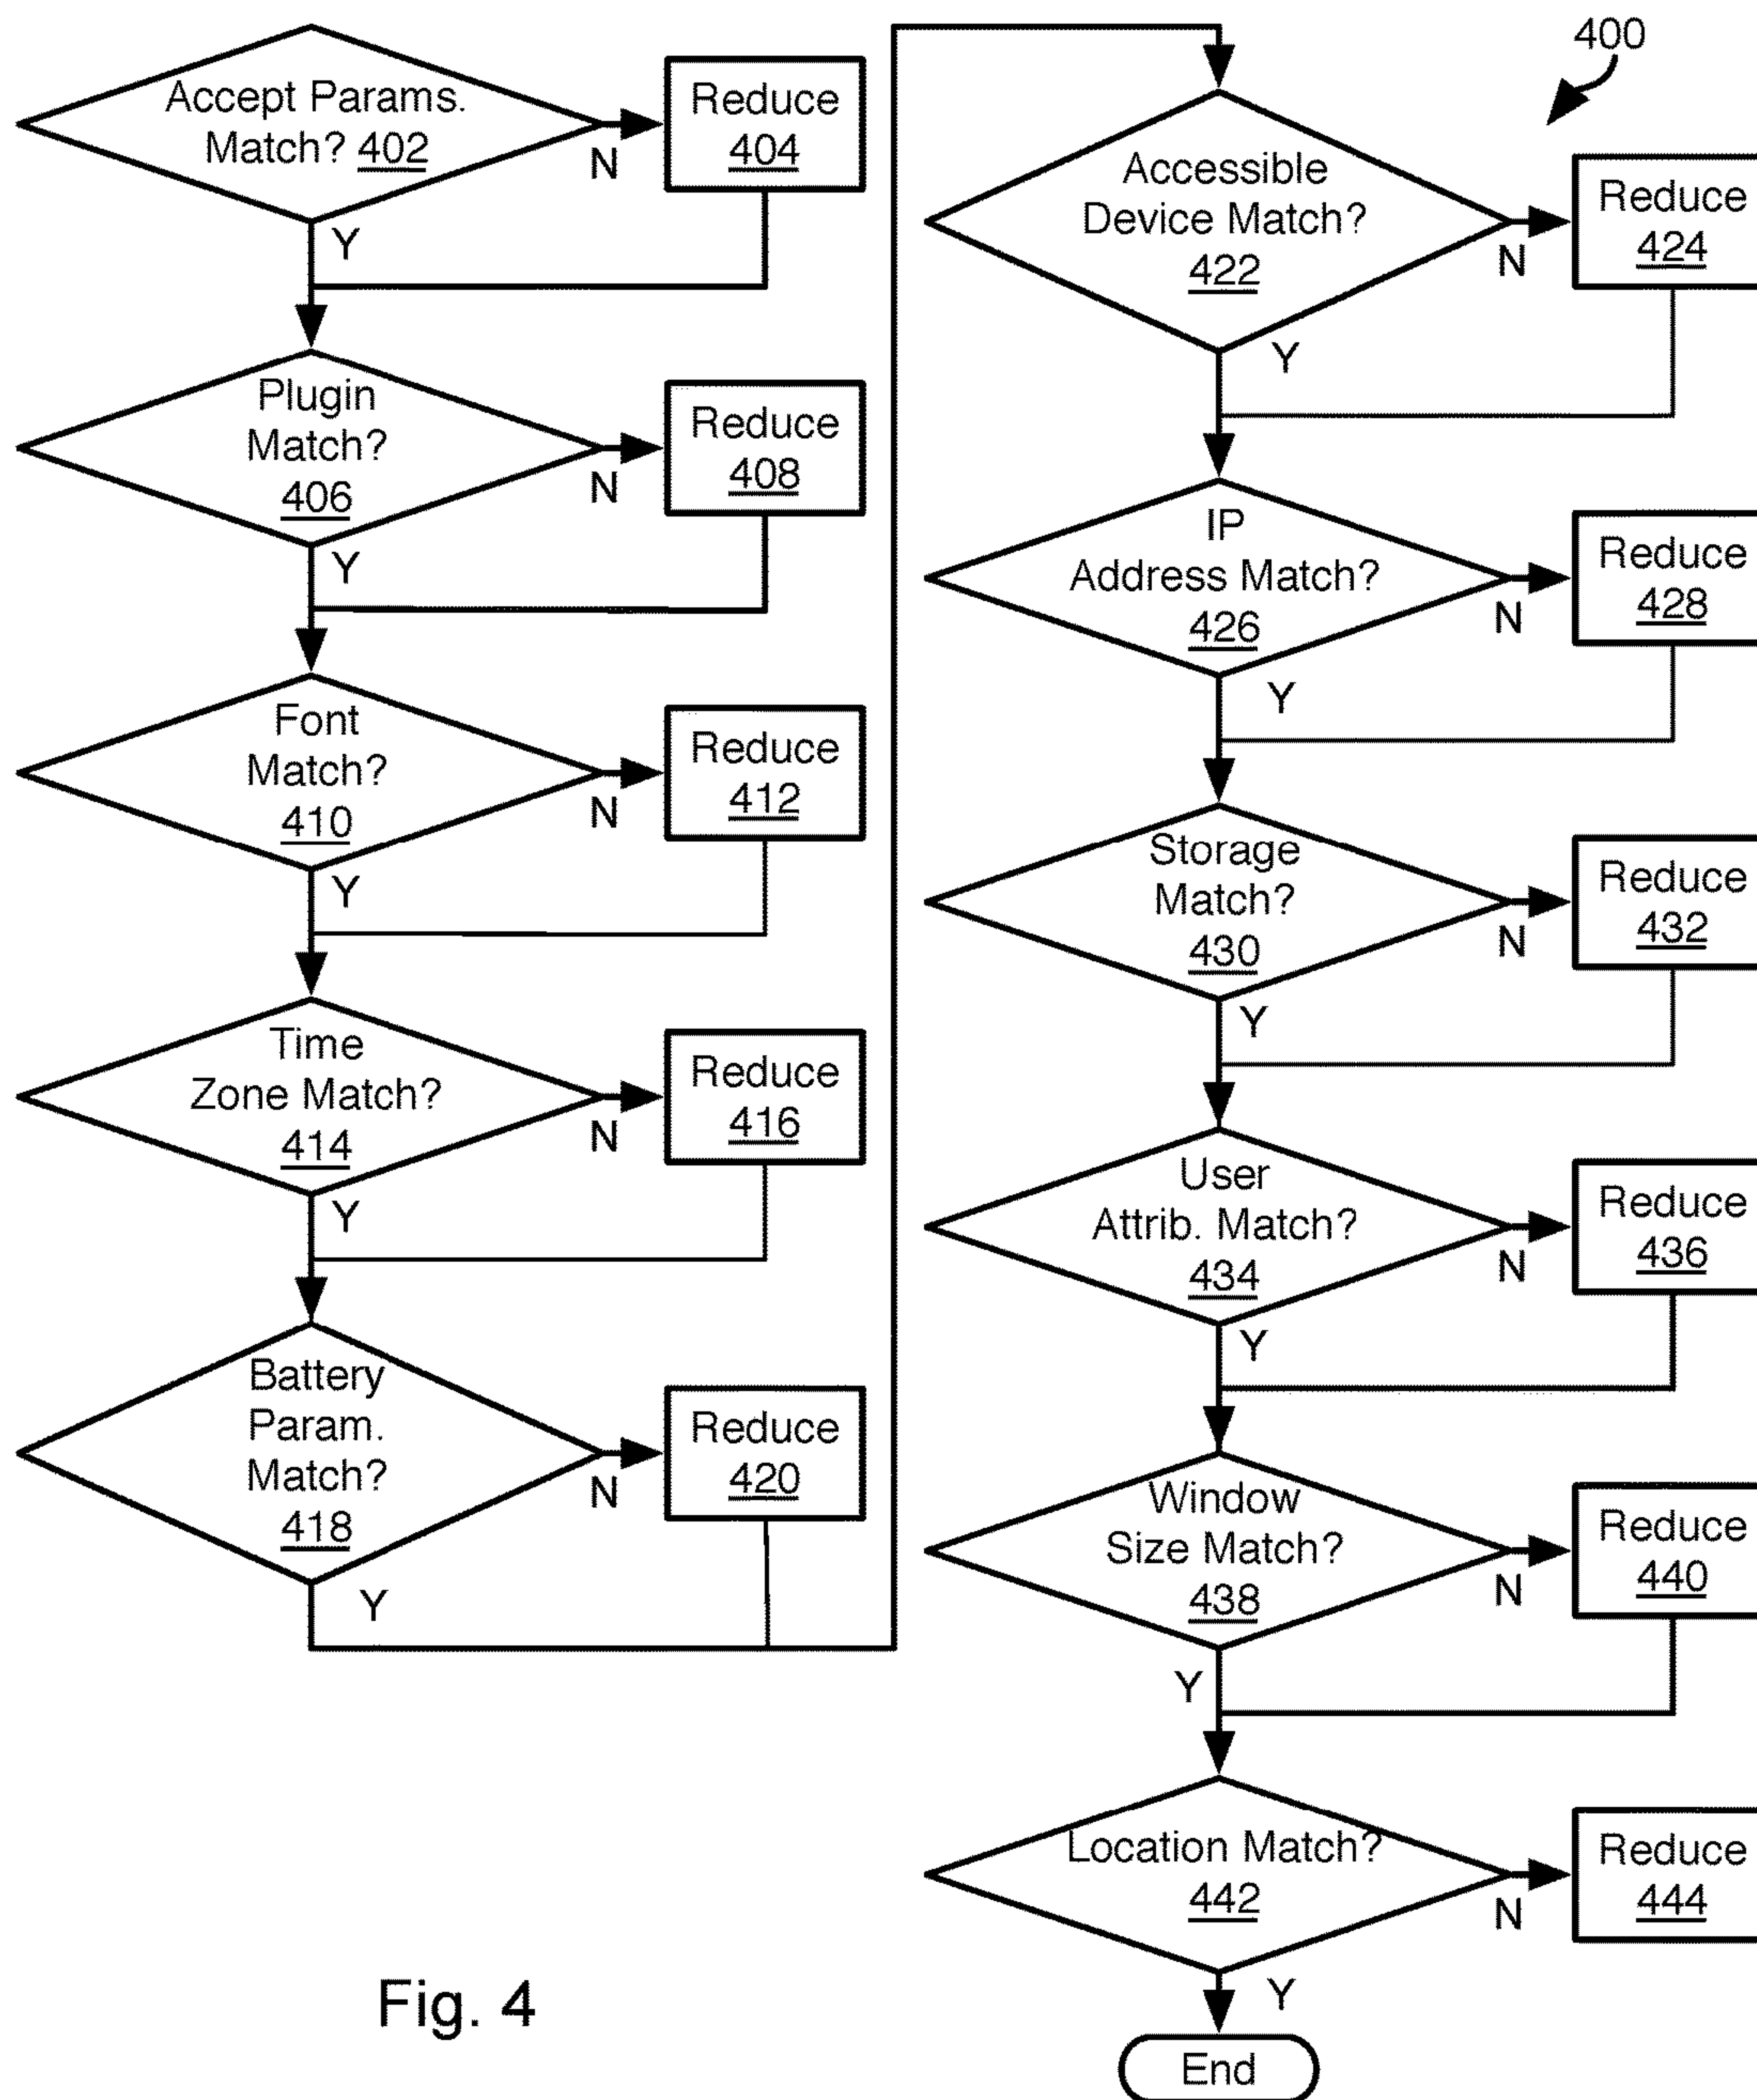 Accept Params.
Match? 402
N
Reduce
404
Y
Plugin
Match?
406
N
Reduce
408
Y
Font
Match?
410
N
Reduce
412
Y
Time
Zone Match?
414
N
Reduce
416
Y
Battery
Param.
Match?
418
N
Reduce
420
Y
400
Accessible
Device Match?
422
N
Reduce
424
Y
IP
Address Match?
426
N
Reduce
428
Y
Storage
Match?
430
N
Reduce
432
Y
User
Attrib. Match?
434
N
Reduce
436
Y
Window
Size Match?
438
N
Reduce
440
Y
Location Match?
442
N
Reduce
444
Y
End
Fig. 4